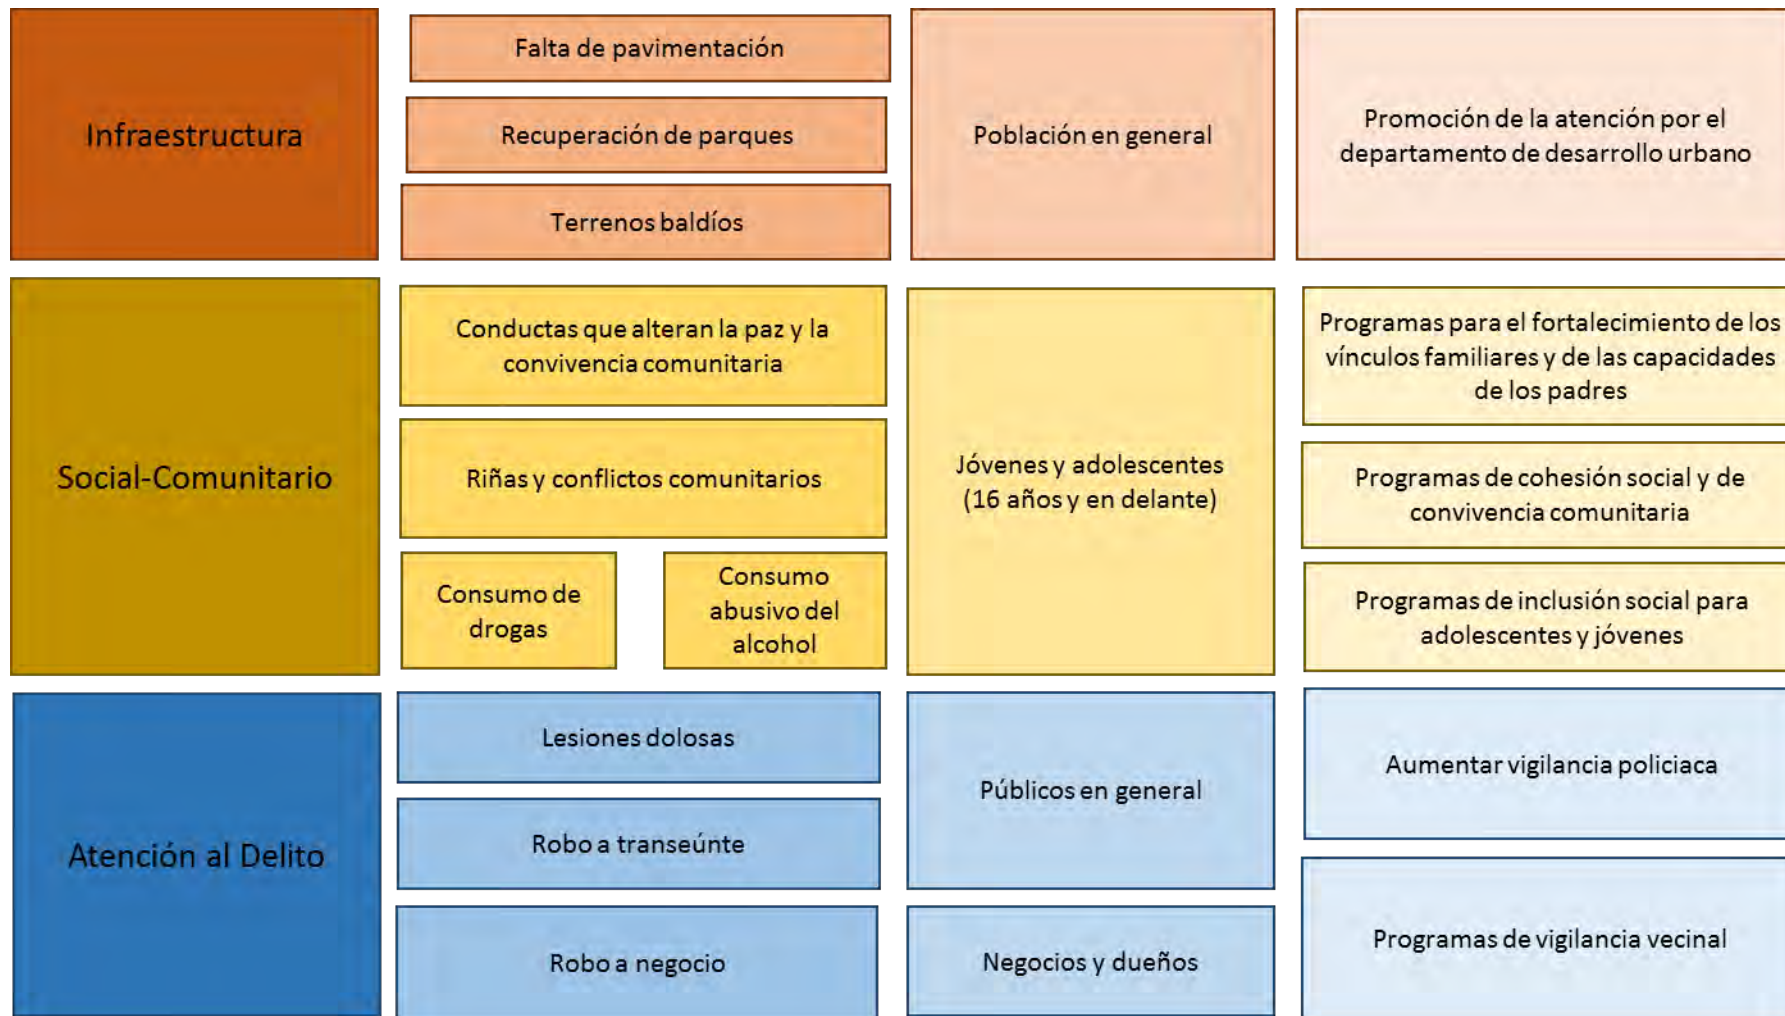 Infraestructura
Falta de pavimentación
Recuperación de parques
Terrenos baldíos
Población en general
Promoción de la atención por el
departamento de desarrollo urbano
Social-Comunitario
Conductas que alteran la paz y la
convivencia comunitaria
Riñas y conflictos comunitarios
Consumo de
drogas
Consumo
abusivo del
alcohol
Jóvenes y adolescentes
(16 años y en delante)
Programas para el fortalecimiento de los
vínculos familiares y de las capacidades
de los padres
Programas de cohesión social y de
convivencia comunitaria
Programas de inclusión social para
adolescentes y jóvenes
Atención al Delito
Lesiones dolosas
Robo a transeúnte
Robo a negocio
Públicos en general
Negocios y dueños
Aumentar vigilancia policiaca
Programas de vigilancia vecinal